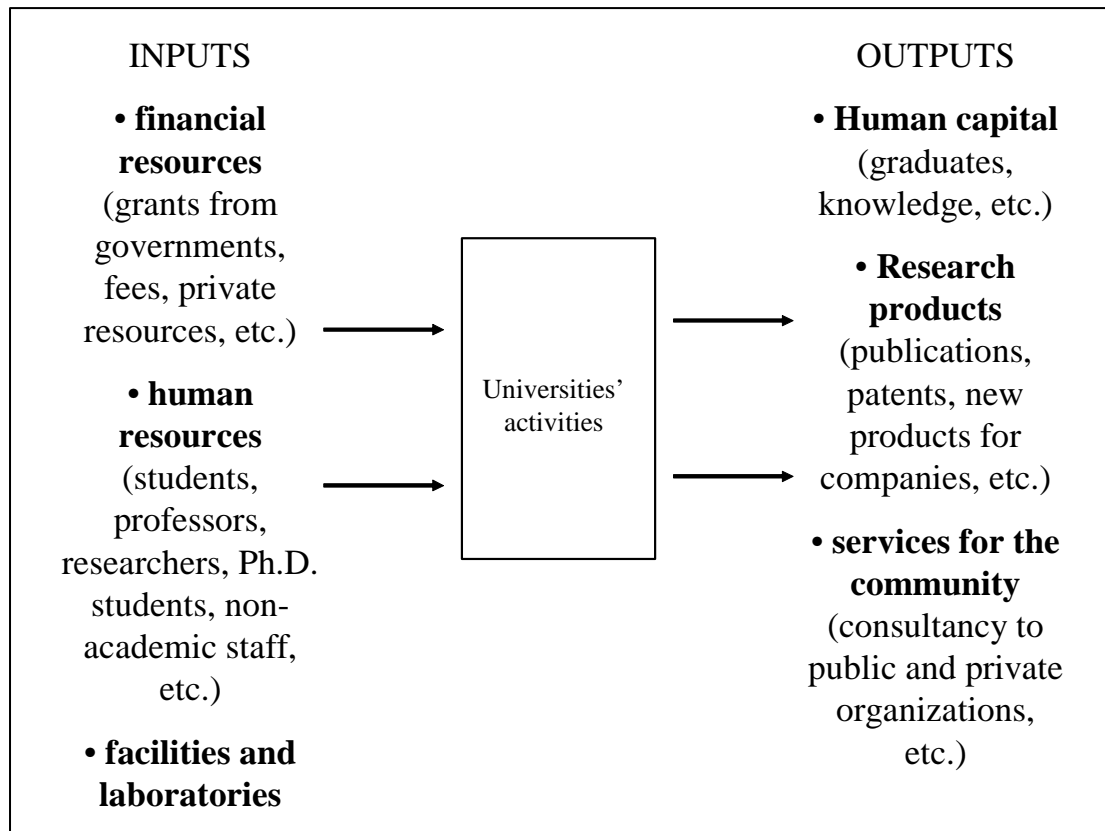 INPUTS
• financial
resources
(grants from
governments,
fees, private
resources, etc.)
• human
resources
(students,
professors,
researchers, Ph.D.
students, non-
academic staff,
etc.)
• facilities and
laboratories
Universities’
activities
OUTPUTS
• Human capital
(graduates,
knowledge, etc.)
• Research
products
(publications,
patents, new
products for
companies, etc.)
• services for the
community
(consultancy to
public and private
organizations,
etc.)